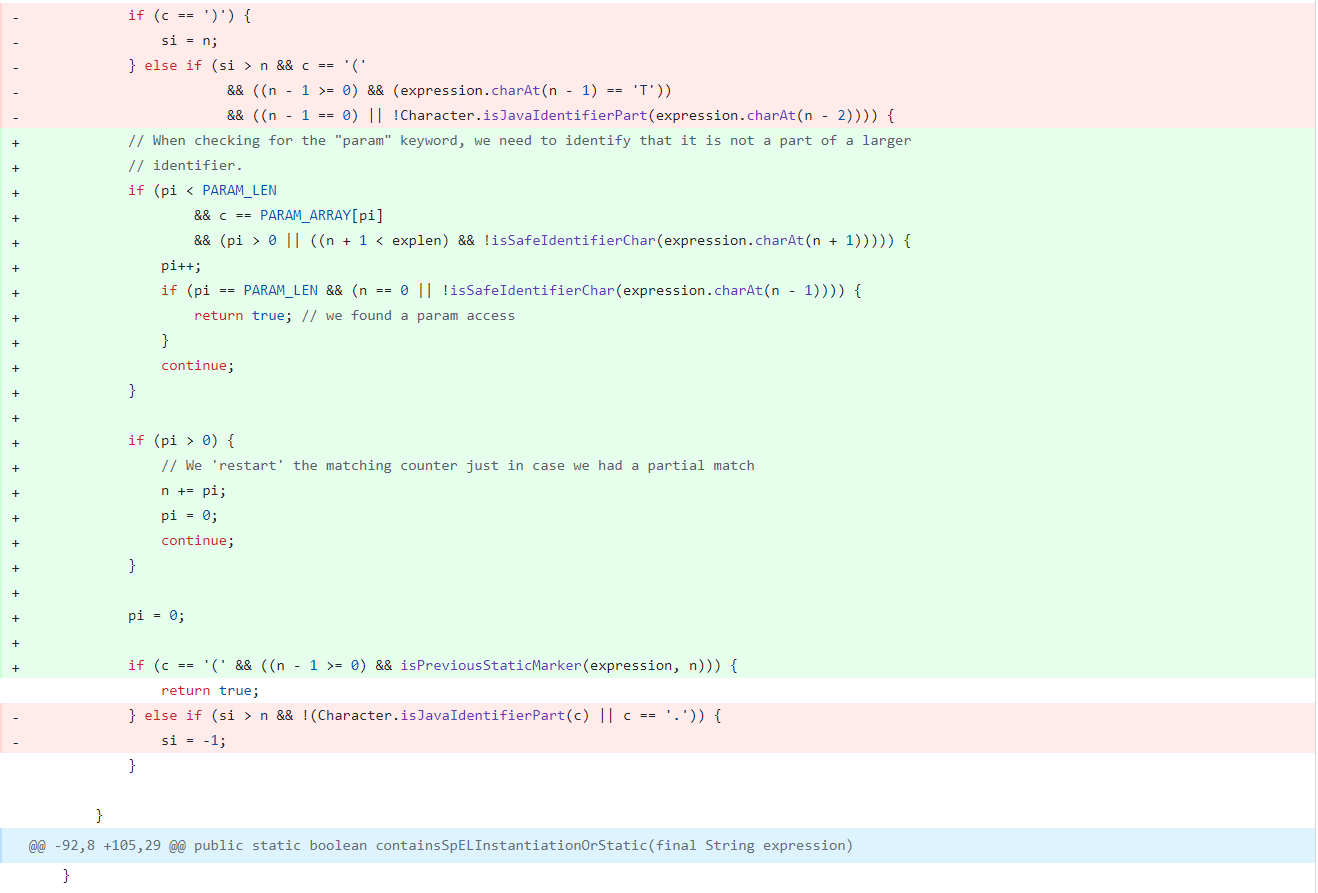 -            if (c == ')') {
-                si = n;
-            } else if (si > n && c == '('
-                        && ((n - 1 >= 0) && (expression.charAt(n - 1) == 'T'))
-                        && ((n - 1 == 0) || !Character.isJavaIdentifierPart(expression.charAt(n - 2)))) {
+            // When checking for the "param" keyword, we need to identify that it is not a part of a larger
+            // identifier.
+            if (pi < PARAM_LEN
+                    && c == PARAM_ARRAY[pi]
+                    && (pi > 0 || ((n + 1 < explen) && !isSafeIdentifierChar(expression.charAt(n + 1))))) {
+                pi++;
+                if (pi == PARAM_LEN && (n == 0 || !isSafeIdentifierChar(expression.charAt(n - 1)))) {
+                    return true; // we found a param access
+                }
+                continue;
+            }
+
+            if (pi > 0) {
+                // We 'restart' the matching counter just in case we had a partial match
+                n += pi;
+                pi = 0;
+                continue;
+            }
+
+            pi = 0;
+
+            if (c == '(' && ((n - 1 >= 0) && isPreviousStaticMarker(expression, n))) {
                return true;
-            } else if (si > n && !(Character.isJavaIdentifierPart(c) || c == '.')) {
-                si = -1;
            }
        }
@@ -92,8 +105,29 @@ public static boolean containsSpELInstantiationOrStatic(final String expression)
    }